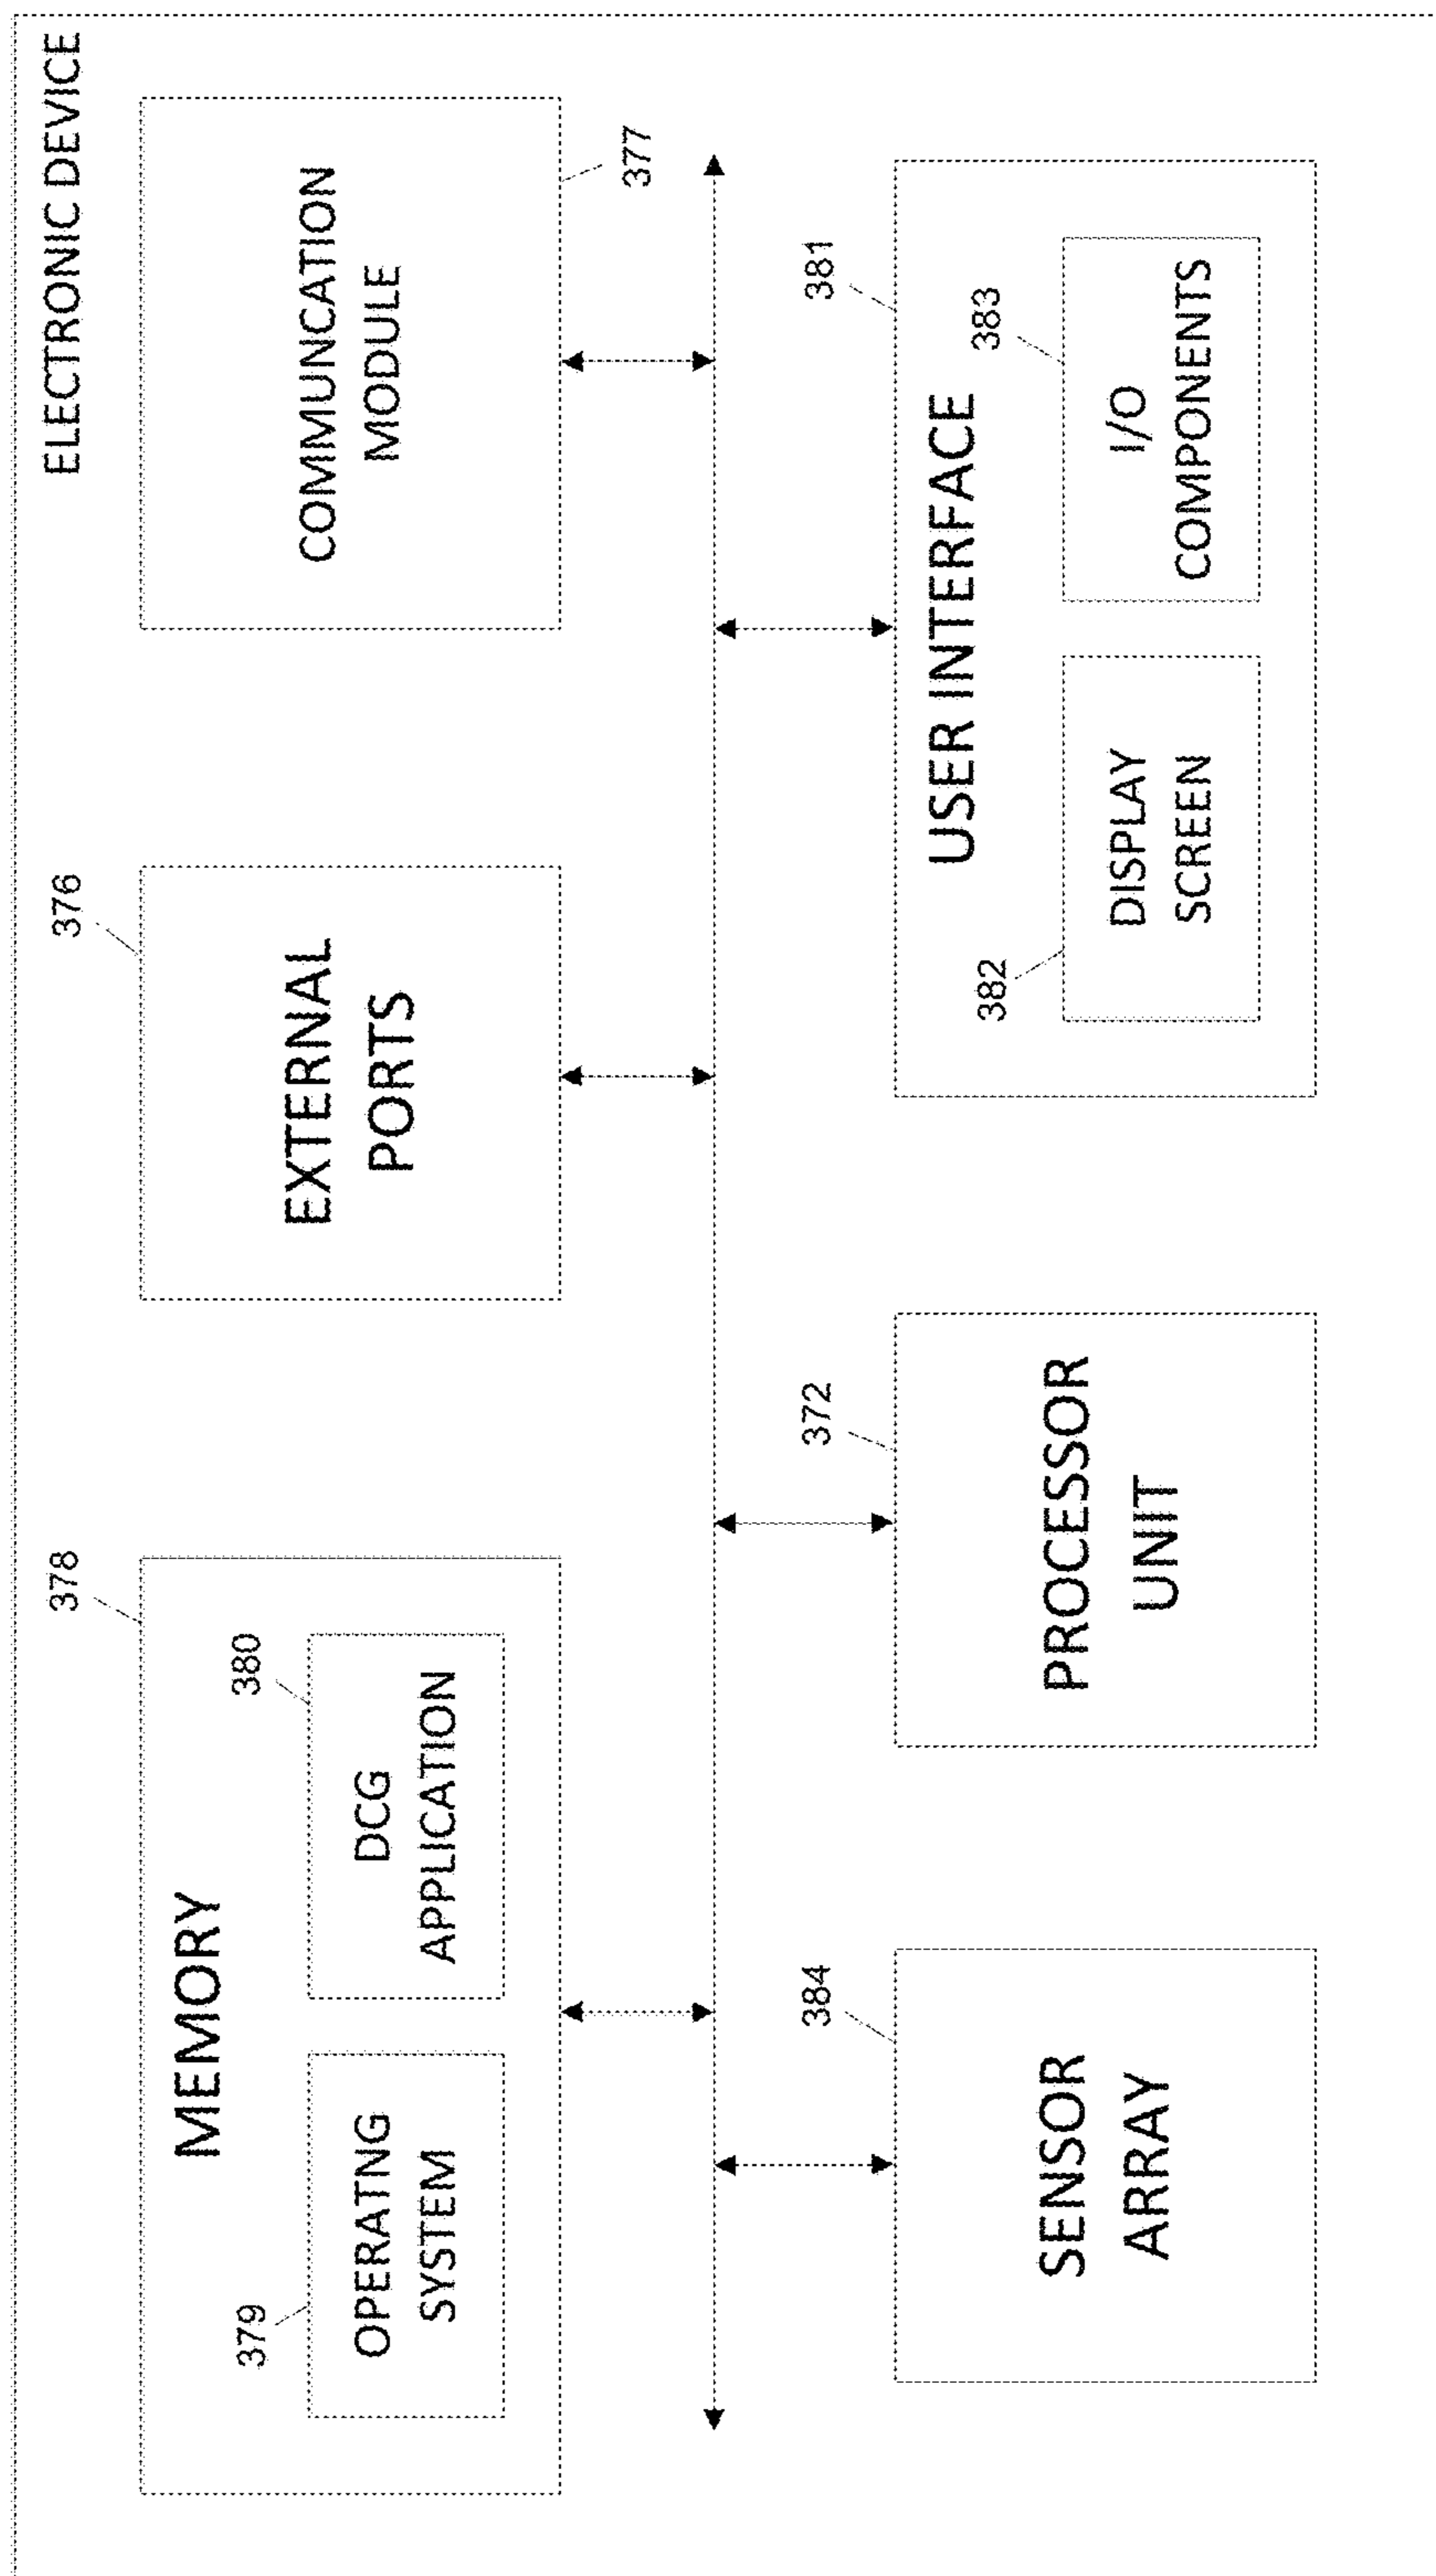 ELECTRONIC DEVICE
378
MEMORY
379
OPERATNG
SYSTEM
380
DCG
APPLICATION
376
EXTERNAL
PORTS
COMMUNCATION
MODULE
377
384
SENSOR
ARRAY
372
PROCESSOR
UNIT
381
USER INTERFACE
382
DISPLAY
SCREEN
383
I/O
COMPONENTS